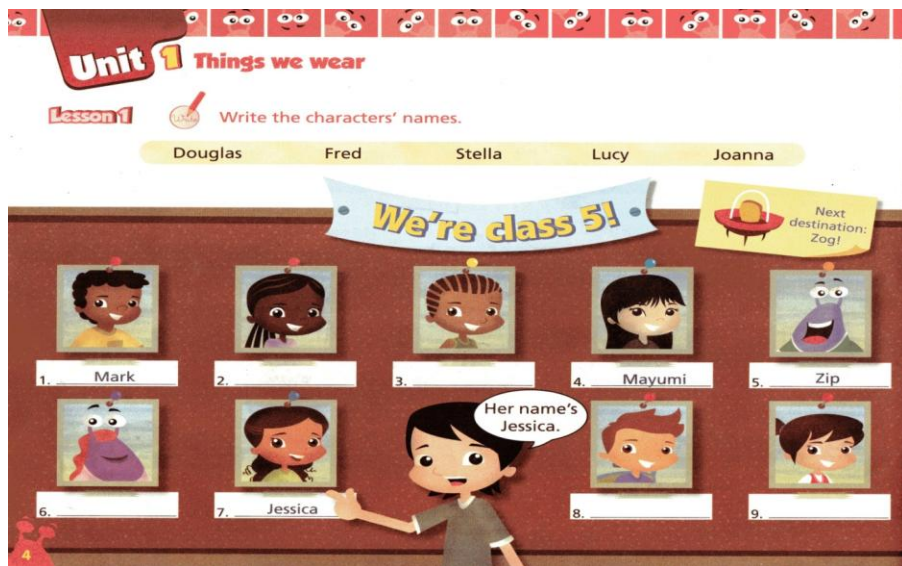 Unit 1 Things we wear
Lesson 1
Write
Write the characters' names.
Douglas Fred Stella Lucy Joanna
We're class 5!
Next
destination:
Zog!
1. Mark
2.
3.
4. Mayumi
5. Zip
Her name's
Jessica.
6.
7. Jessica
8.
9.
4